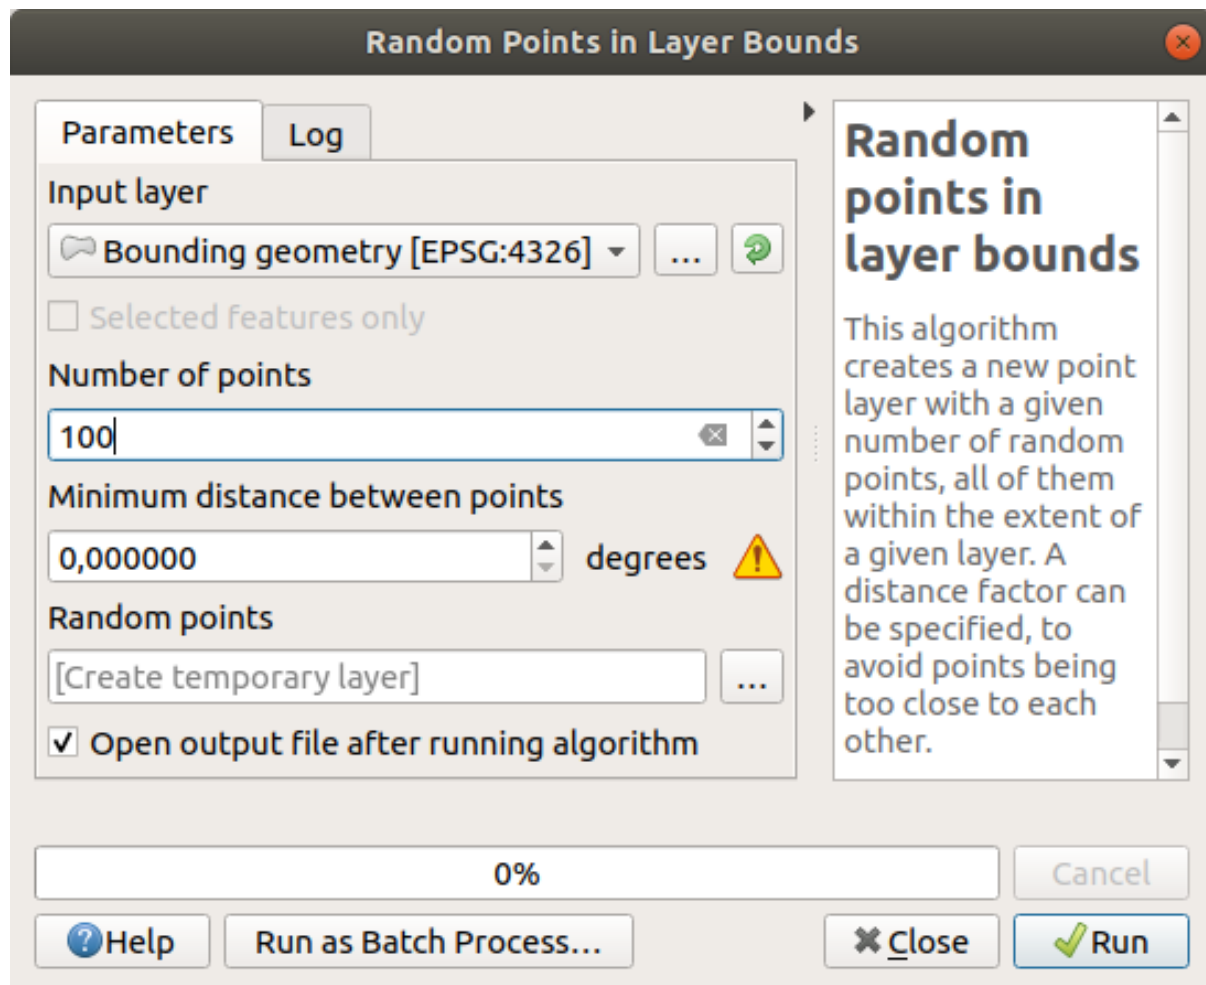 Random Points in Layer Bounds
Parameters
Log
Input layer
Bounding geometry [EPSG:4326]
...
Selected features only
Number of points
100
Minimum distance between points
0,000000
degrees
Random points
[Create temporary layer]
...
Open output file after running algorithm
Random
points in
layer bounds
This algorithm
creates a new point
layer with a given
number of random
points, all of them
within the extent of
a given layer. A
distance factor can
be specified, to
avoid points being
too close to each
other.
0%
Cancel
Help
Run as Batch Process...
Close
Run